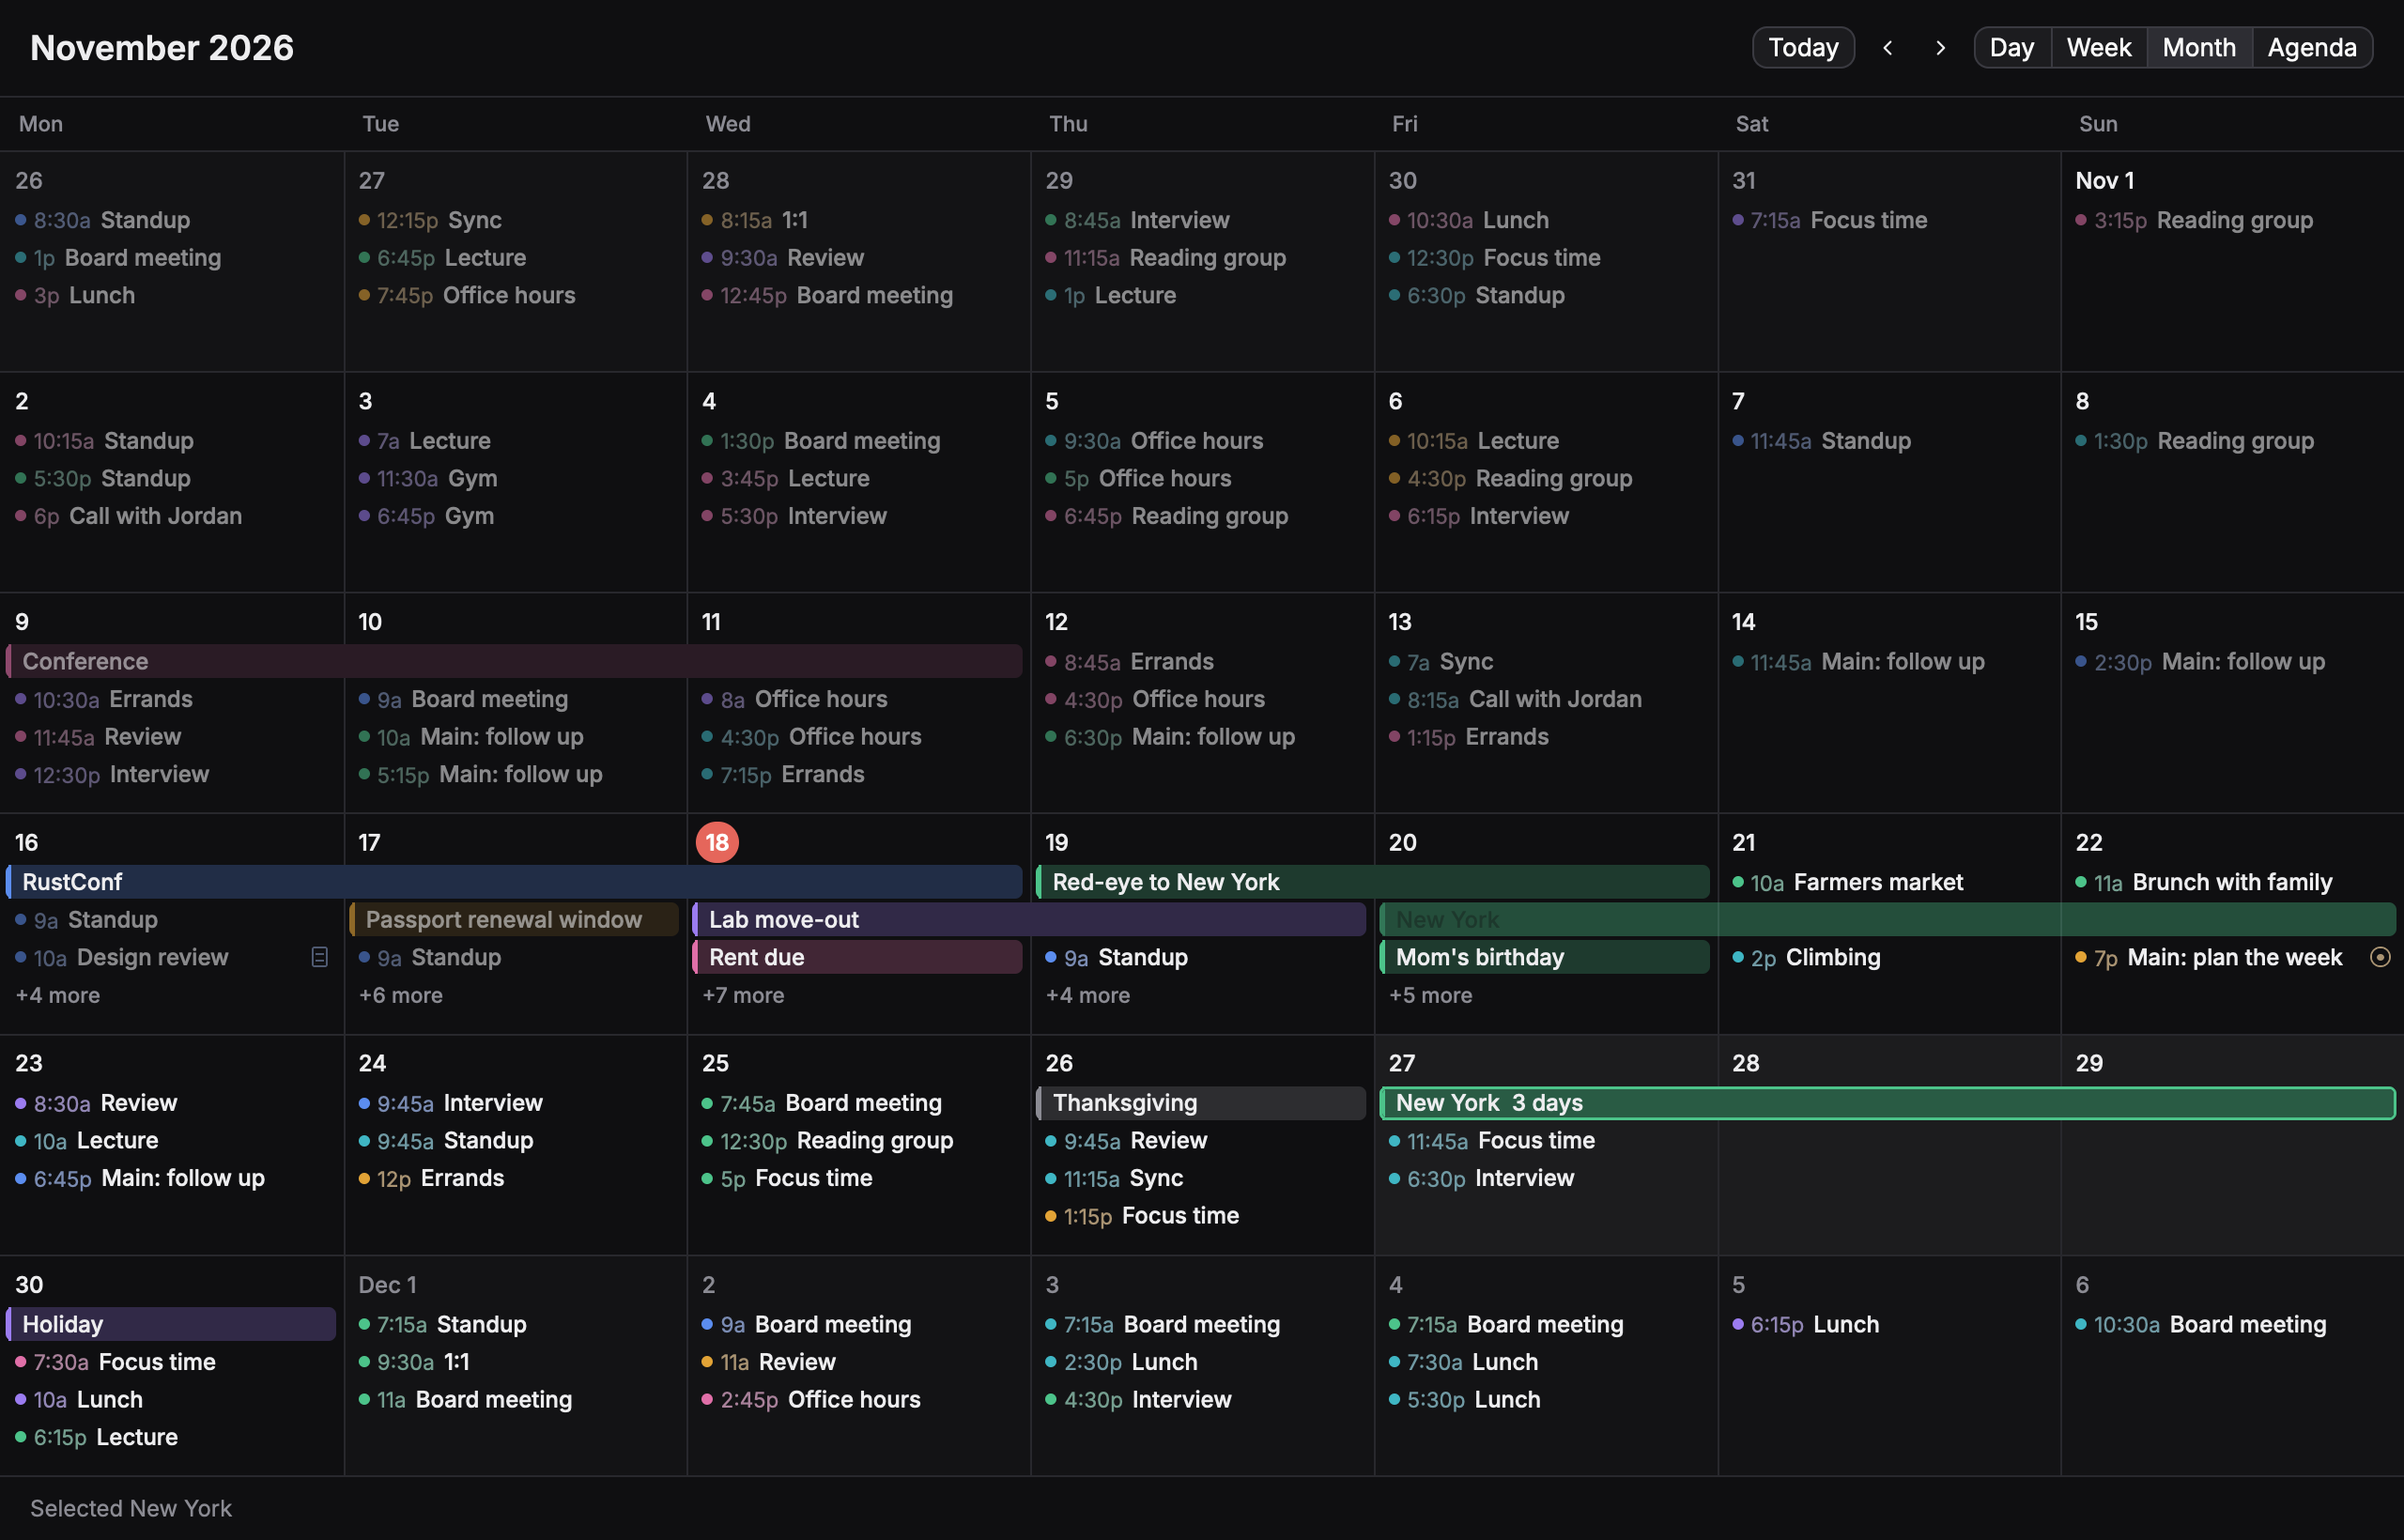 November 2026
Today
Day Week Month Agenda
Mon Tue Wed Thu Fri Sat Sun
26
8:30a Standup
1p Board meeting
3p Lunch
27
12:15p Sync
6:45p Lecture
7:45p Office hours
28
8:15a 1:1
9:30a Review
12:45p Board meeting
29
8:45a Interview
11:15a Reading group
1p Lecture
30
10:30a Lunch
12:30p Focus time
6:30p Standup
31
7:15a Focus time
Nov 1
3:15p Reading group
2
10:15a Standup
5:30p Standup
6p Call with Jordan
3
7a Lecture
11:30a Gym
6:45p Gym
4
1:30p Board meeting
3:45p Lecture
5:30p Interview
5
9:30a Office hours
5p Office hours
6:45p Reading group
6
10:15a Lecture
4:30p Reading group
6:15p Interview
7
11:45a Standup
8
1:30p Reading group
9
Conference
10:30a Errands
11:45a Review
12:30p Interview
10
9a Board meeting
10a Main: follow up
5:15p Main: follow up
11
8a Office hours
4:30p Office hours
7:15p Errands
12
8:45a Errands
4:30p Office hours
6:30p Main: follow up
13
7a Sync
8:15a Call with Jordan
1:15p Errands
14
11:45a Main: follow up
15
2:30p Main: follow up
16
RustConf
9a Standup
10a Design review
+4 more
17
Passport renewal window
9a Standup
+6 more
18
Lab move-out
Rent due
+7 more
19
Red-eye to New York
9a Standup
+4 more
20
New York
Mom's birthday
+5 more
21
10a Farmers market
2p Climbing
22
11a Brunch with family
7p Main: plan the week
23
8:30a Review
10a Lecture
6:45p Main: follow up
24
9:45a Interview
9:45a Standup
12p Errands
25
7:45a Board meeting
12:30p Reading group
5p Focus time
26
Thanksgiving
9:45a Review
11:15a Sync
1:15p Focus time
27
New York 3 days
11:45a Focus time
6:30p Interview
28
29
30
Holiday
7:30a Focus time
10a Lunch
6:15p Lecture
Dec 1
7:15a Standup
9:30a 1:1
11a Board meeting
2
9a Board meeting
11a Review
2:45p Office hours
3
7:15a Board meeting
2:30p Lunch
4:30p Interview
4
7:15a Board meeting
7:30a Lunch
5:30p Lunch
5
6:15p Lunch
6
10:30a Board meeting
Selected New York